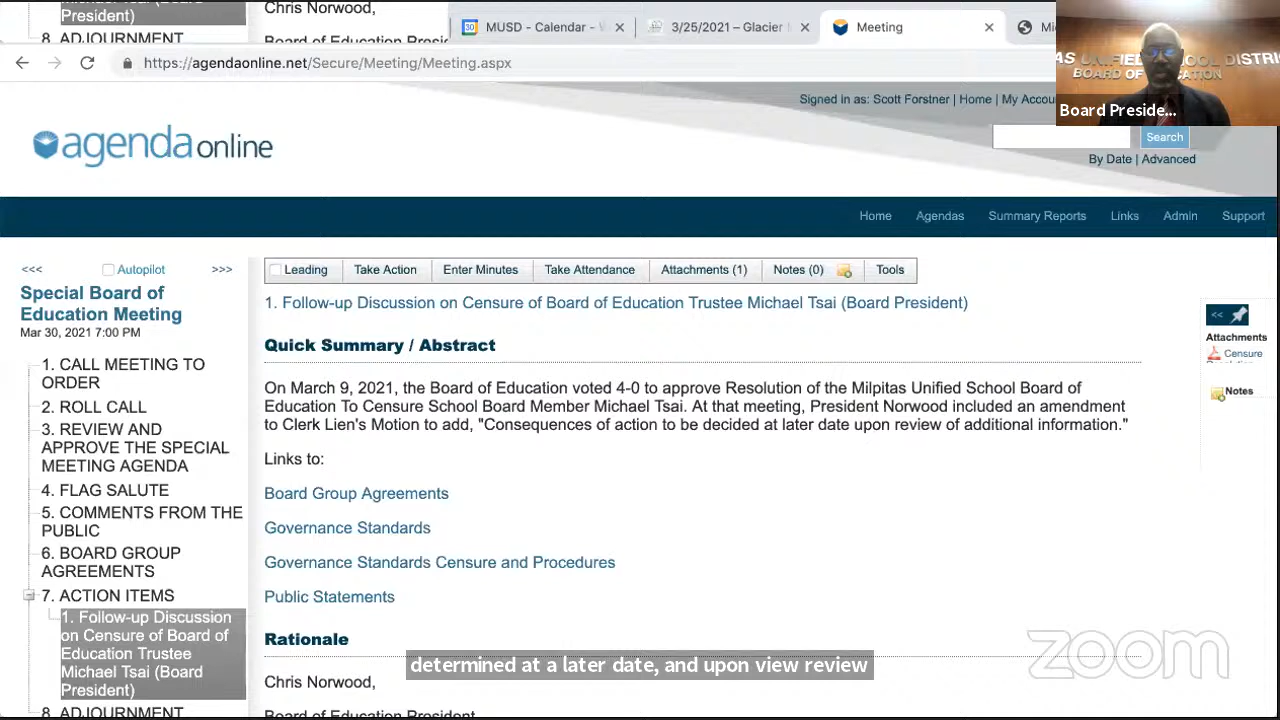 President)
Chris Norwood,
8. ADJOURNMENT
MUSD - Calendar -
3/25/2021 – Glacier
Meeting
https://agendaonline.net/Secure/Meeting/Meeting.aspx
AS UNIFIED SCHOOL DISTRI
BOARD OF EDUCATION
Board Preside...
Signed in as: Scott Forstner | Home | My Accou
agendaonline
Search
By Date | Advanced
Home Agendas Summary Reports Links Admin Support
<<< Autopilot >>>
Special Board of
Education Meeting
Mar 30, 2021 7:00 PM
1. CALL MEETING TO
ORDER
2. ROLL CALL
3. REVIEW AND
APPROVE THE SPECIAL
MEETING AGENDA
4. FLAG SALUTE
5. COMMENTS FROM THE
PUBLIC
6. BOARD GROUP
AGREEMENTS
7. ACTION ITEMS
1. Follow-up Discussion
on Censure of Board of
Education Trustee
Michael Tsai (Board
President)
8. ADJOURNMENT
Leading Take Action Enter Minutes Take Attendance Attachments (1) Notes (0) Tools
1. Follow-up Discussion on Censure of Board of Education Trustee Michael Tsai (Board President)
Quick Summary / Abstract
On March 9, 2021, the Board of Education voted 4-0 to approve Resolution of the Milpitas Unified School Board of
Education To Censure School Board Member Michael Tsai. At that meeting, President Norwood included an amendment
to Clerk Lien's Motion to add, "Consequences of action to be decided at later date upon review of additional information."
Links to:
Board Group Agreements
Governance Standards
Governance Standards Censure and Procedures
Public Statements
Rationale
Chris Norwood,
Board of Education President
<<
Attachments
Censure
Notes
determined at a later date, and upon view review
zoom